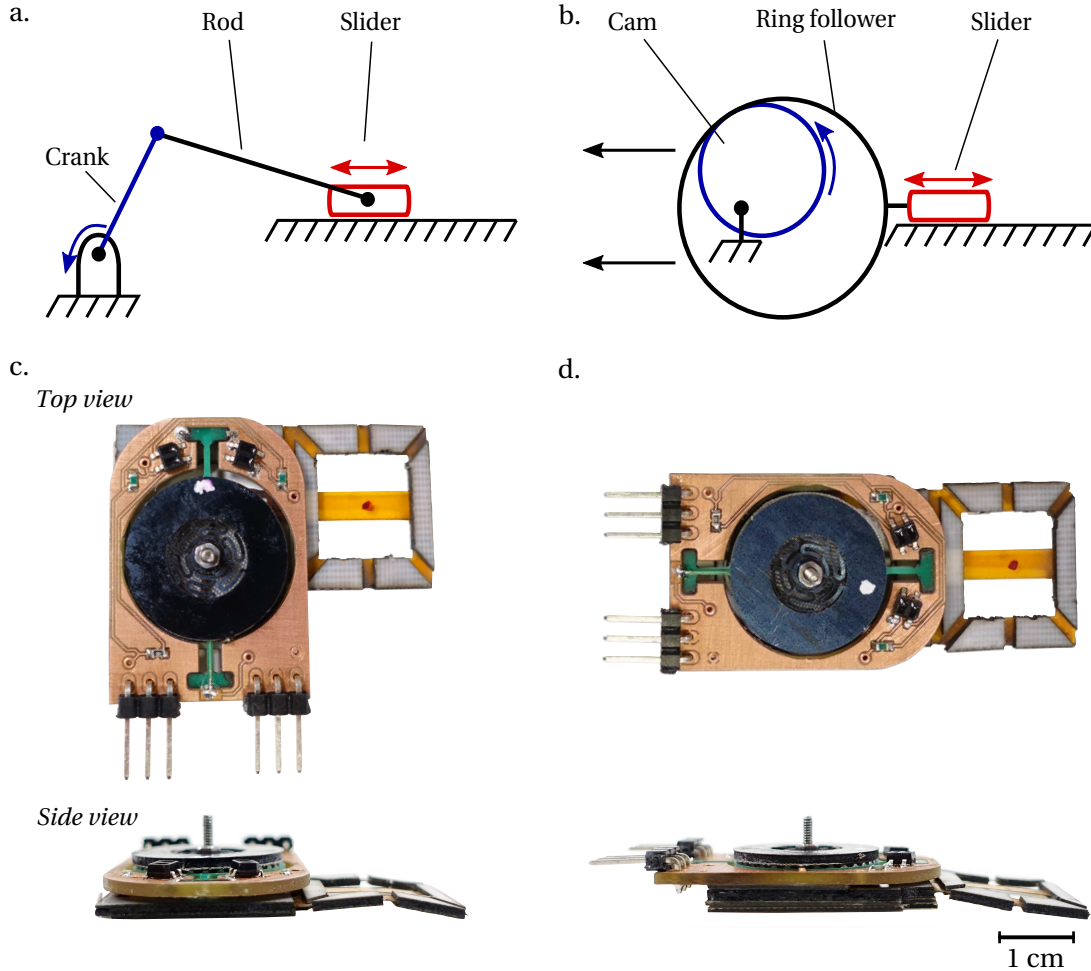 a.
Rod
Slider
Crank
b.
Cam
Ring follower
Slider
c.
Top view
d.
Side view
1 cm